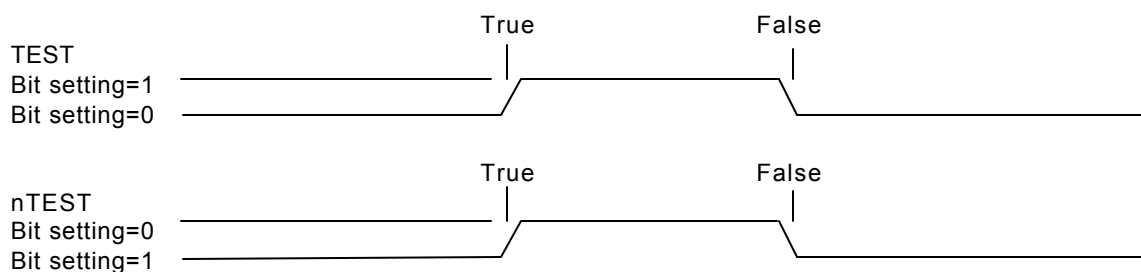 True False
TEST
Bit setting=1
Bit setting=0
True False
nTEST
Bit setting=0
Bit setting=1